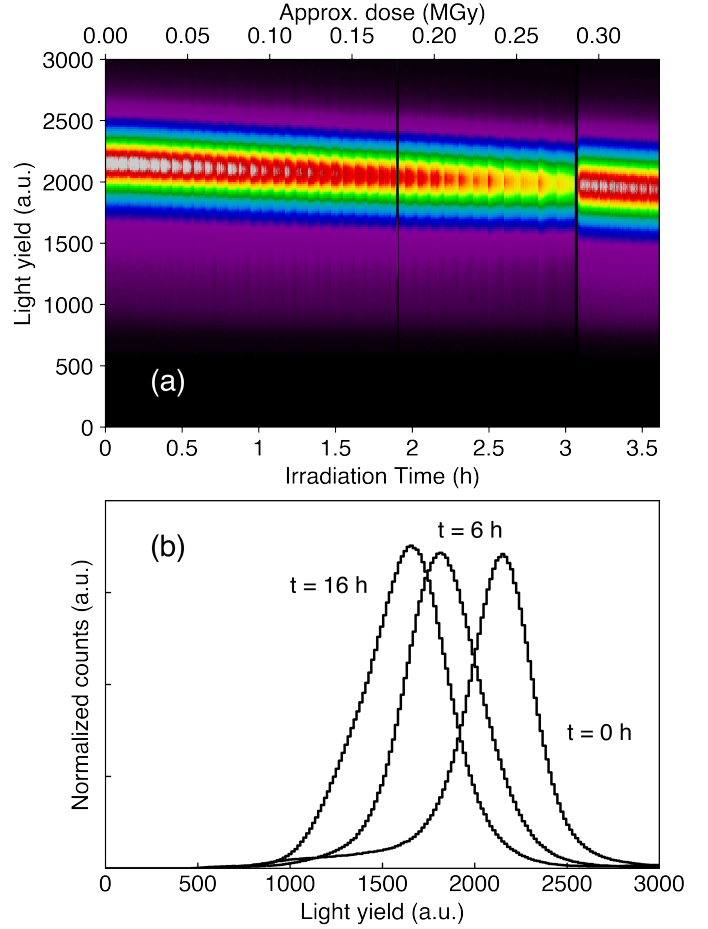 Approx. dose (MGy)
0.00 0.05 0.10 0.15 0.20 0.25 0.30
3000
2500
2000
1500
1000
500
0
Light yield (a.u.)
(a)
0 0.5 1 1.5 2 2.5 3 3.5
Irradiation Time (h)
(b)
t = 6 h
t = 16 h
t = 0 h
Normalized counts (a.u.)
0 500 1000 1500 2000 2500 3000
Light yield (a.u.)